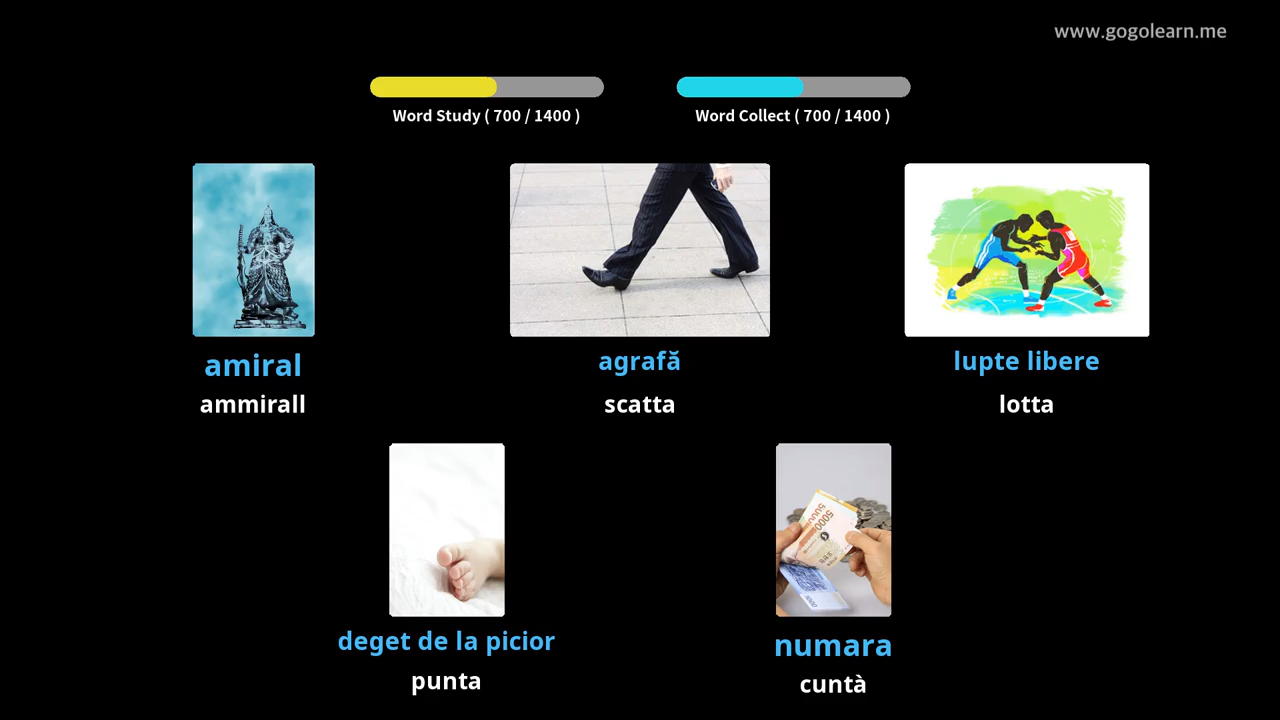 www.gogolearn.me
Word Study ( 700 / 1400 )
Word Collect ( 700 / 1400 )
amiral
ammirall
agrafă
scatta
lupte libere
lotta
5000
deget de la picior
punta
numara
cuntà